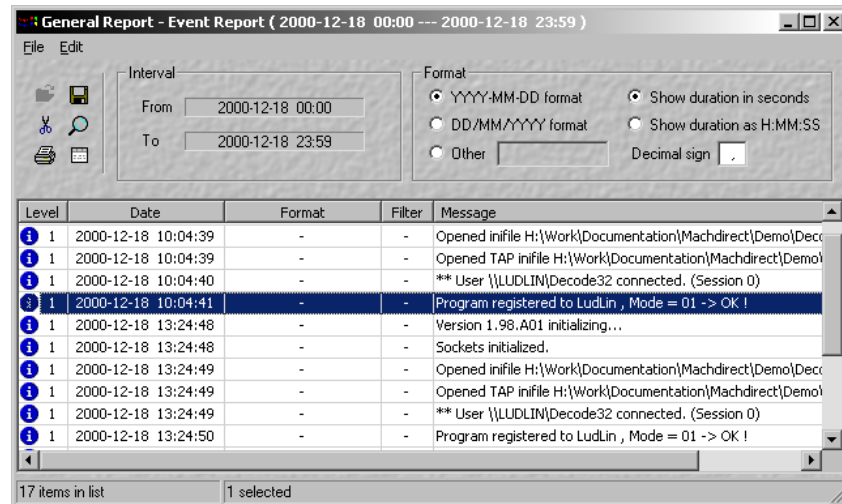 General Report - Event Report ( 2000-12-18 00:00 --- 2000-12-18 23:59 )
File Edit
Interval
From 2000-12-18 00:00
To 2000-12-18 23:59
Format
YYYY-MM-DD format
Show duration in seconds
DD/MM/YYYY format
Show duration as H:MM:SS
Other
Decimal sign ,
Level Date Format Filter Message
1 2000-12-18 10:04:39 - - Opened inifile H:\Work\Documentation\Machdirect\Demo\Deco
1 2000-12-18 10:04:39 - - Opened TAP inifile H:\Work\Documentation\Machdirect\Demo\
1 2000-12-18 10:04:40 - - ** User \\LUDLIN\Decode32 connected. (Session 0)
1 2000-12-18 10:04:41 - - Program registered to LudLin , Mode = 01 -> OK !
1 2000-12-18 13:24:48 - - Version 1.98.A01 initializing...
1 2000-12-18 13:24:48 - - Sockets initialized.
1 2000-12-18 13:24:49 - - Opened inifile H:\Work\Documentation\Machdirect\Demo\Deco
1 2000-12-18 13:24:49 - - Opened TAP inifile H:\Work\Documentation\Machdirect\Demo\
1 2000-12-18 13:24:49 - - ** User \\LUDLIN\Decode32 connected. (Session 0)
1 2000-12-18 13:24:50 - - Program registered to LudLin , Mode = 01 -> OK !
17 items in list
1 selected